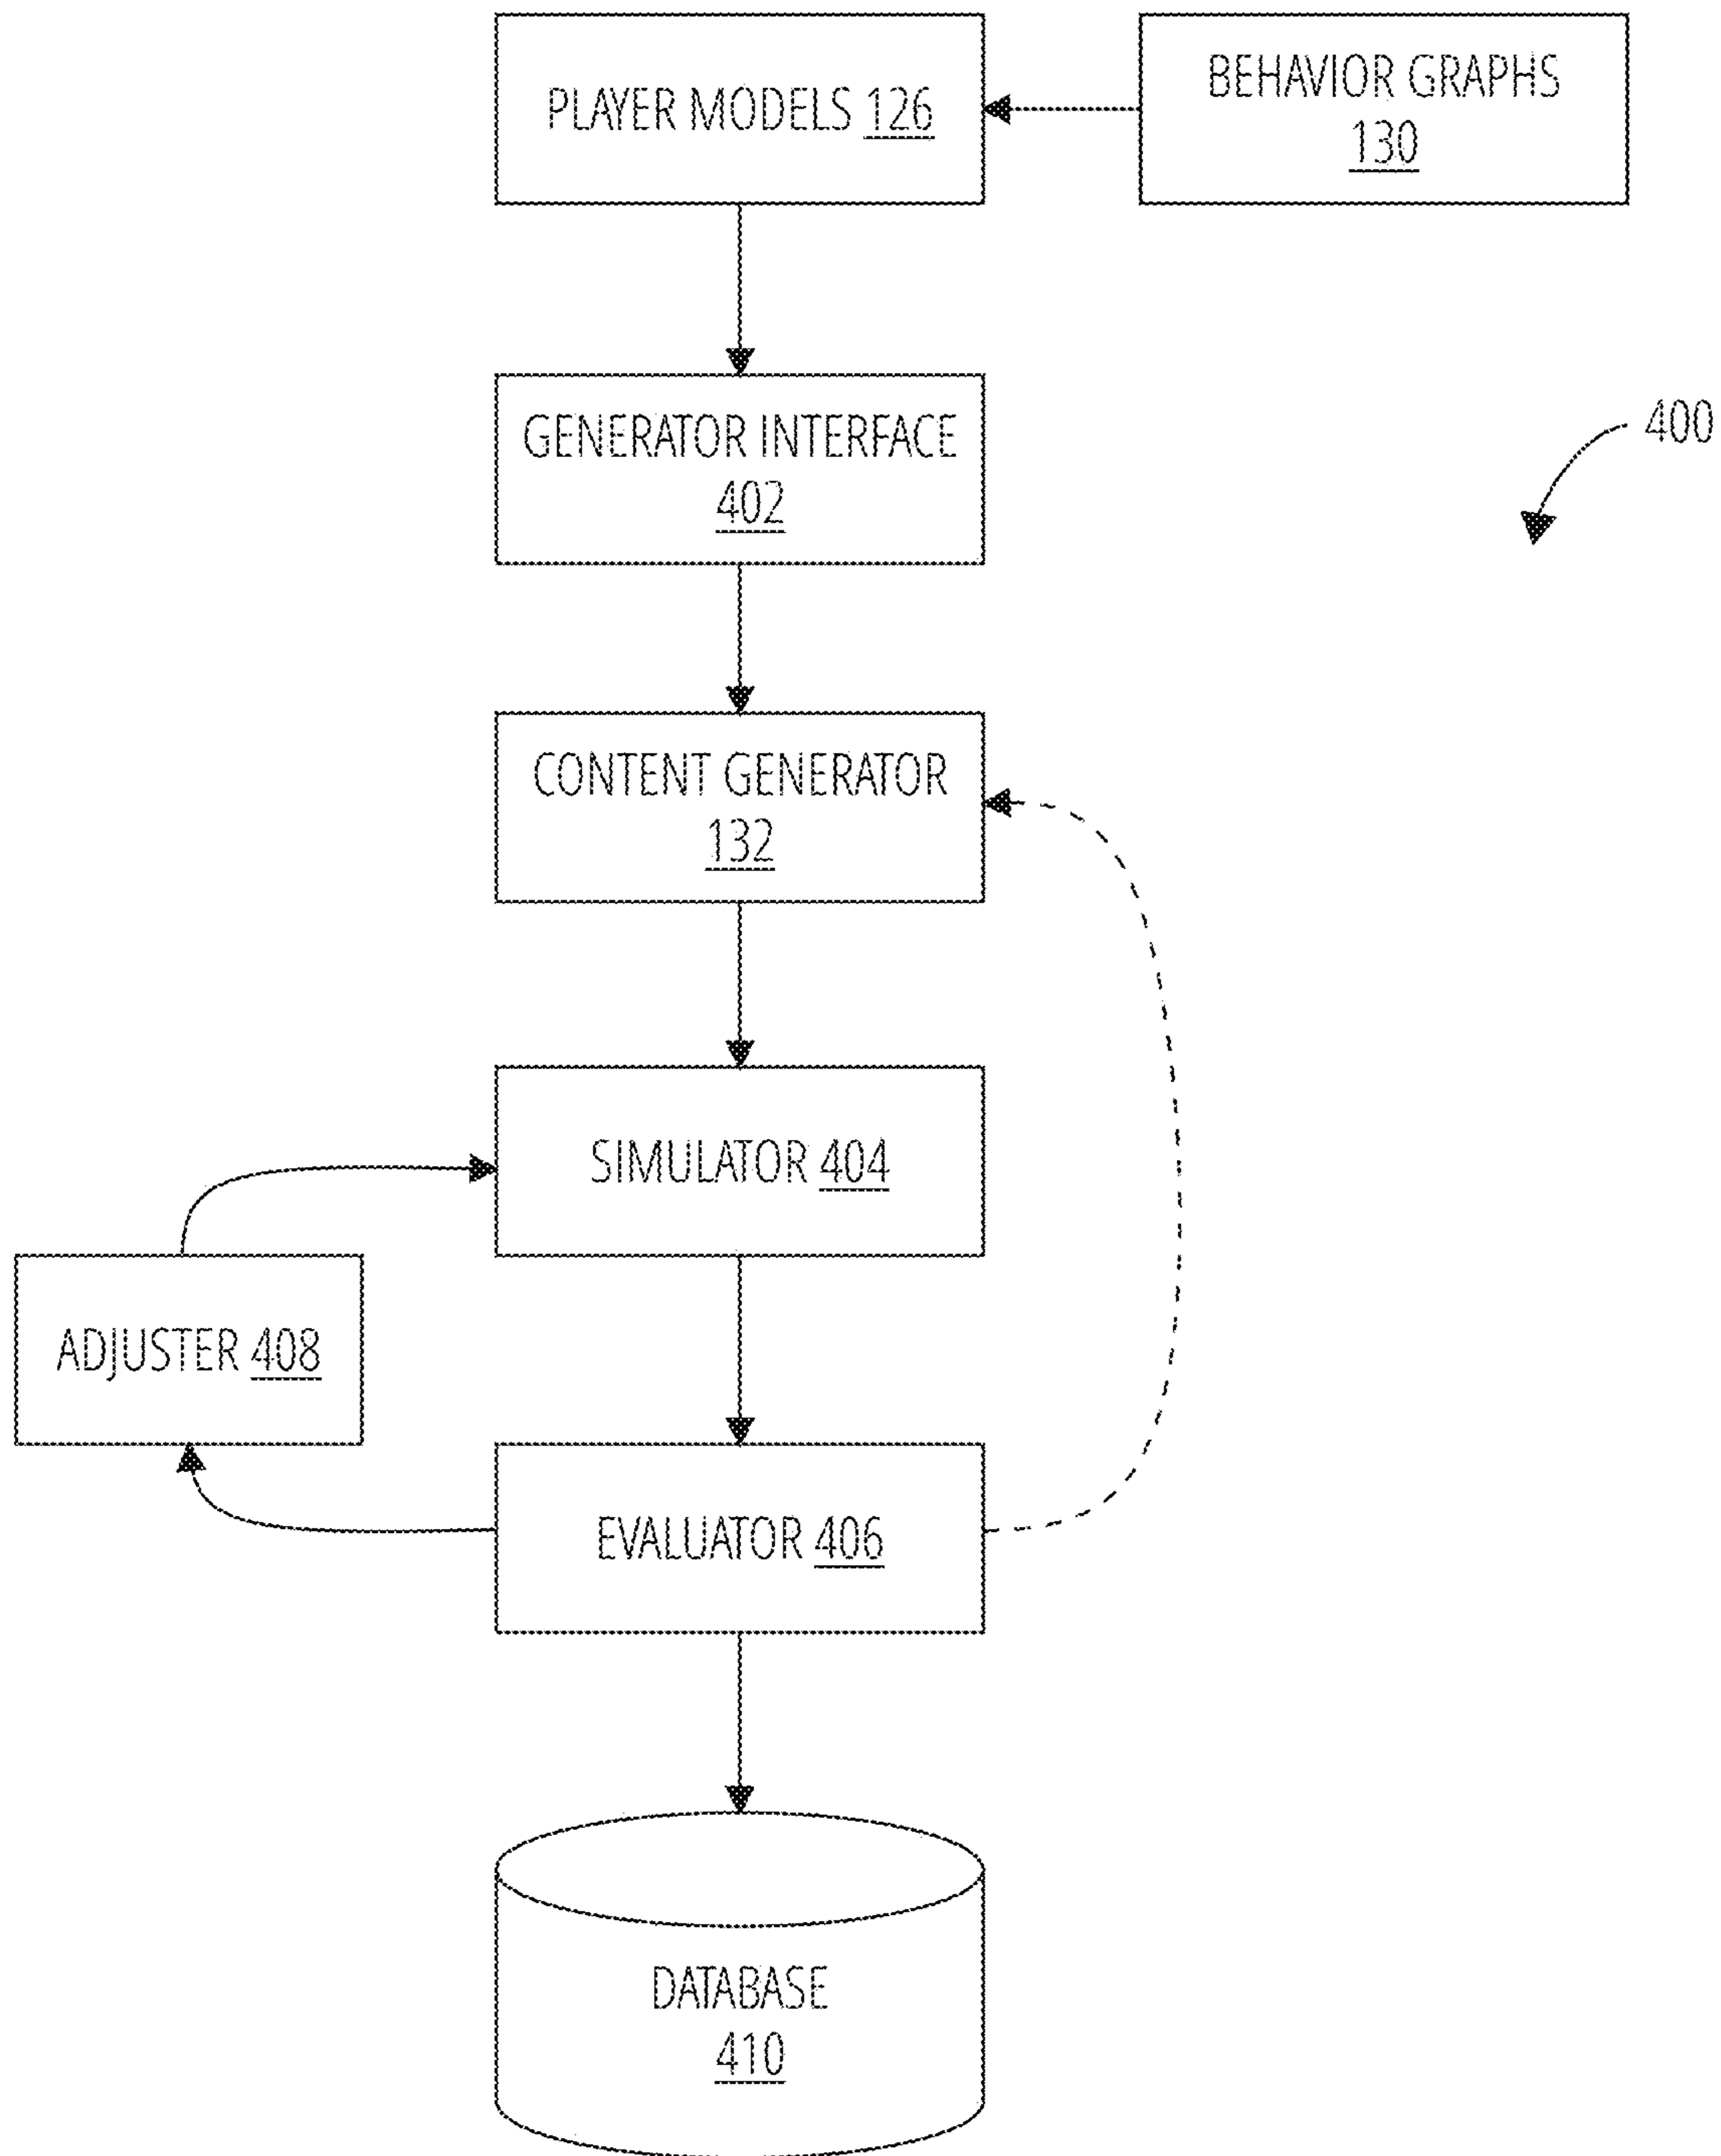 PLAYER MODELS 126
BEHAVIOR GRAPHS
130
GENERATOR INTERFACE
402
400
CONTENT GENERATOR
132
SIMULATOR 404
ADJUSTER 408
EVALUATOR 406
DATABASE
410